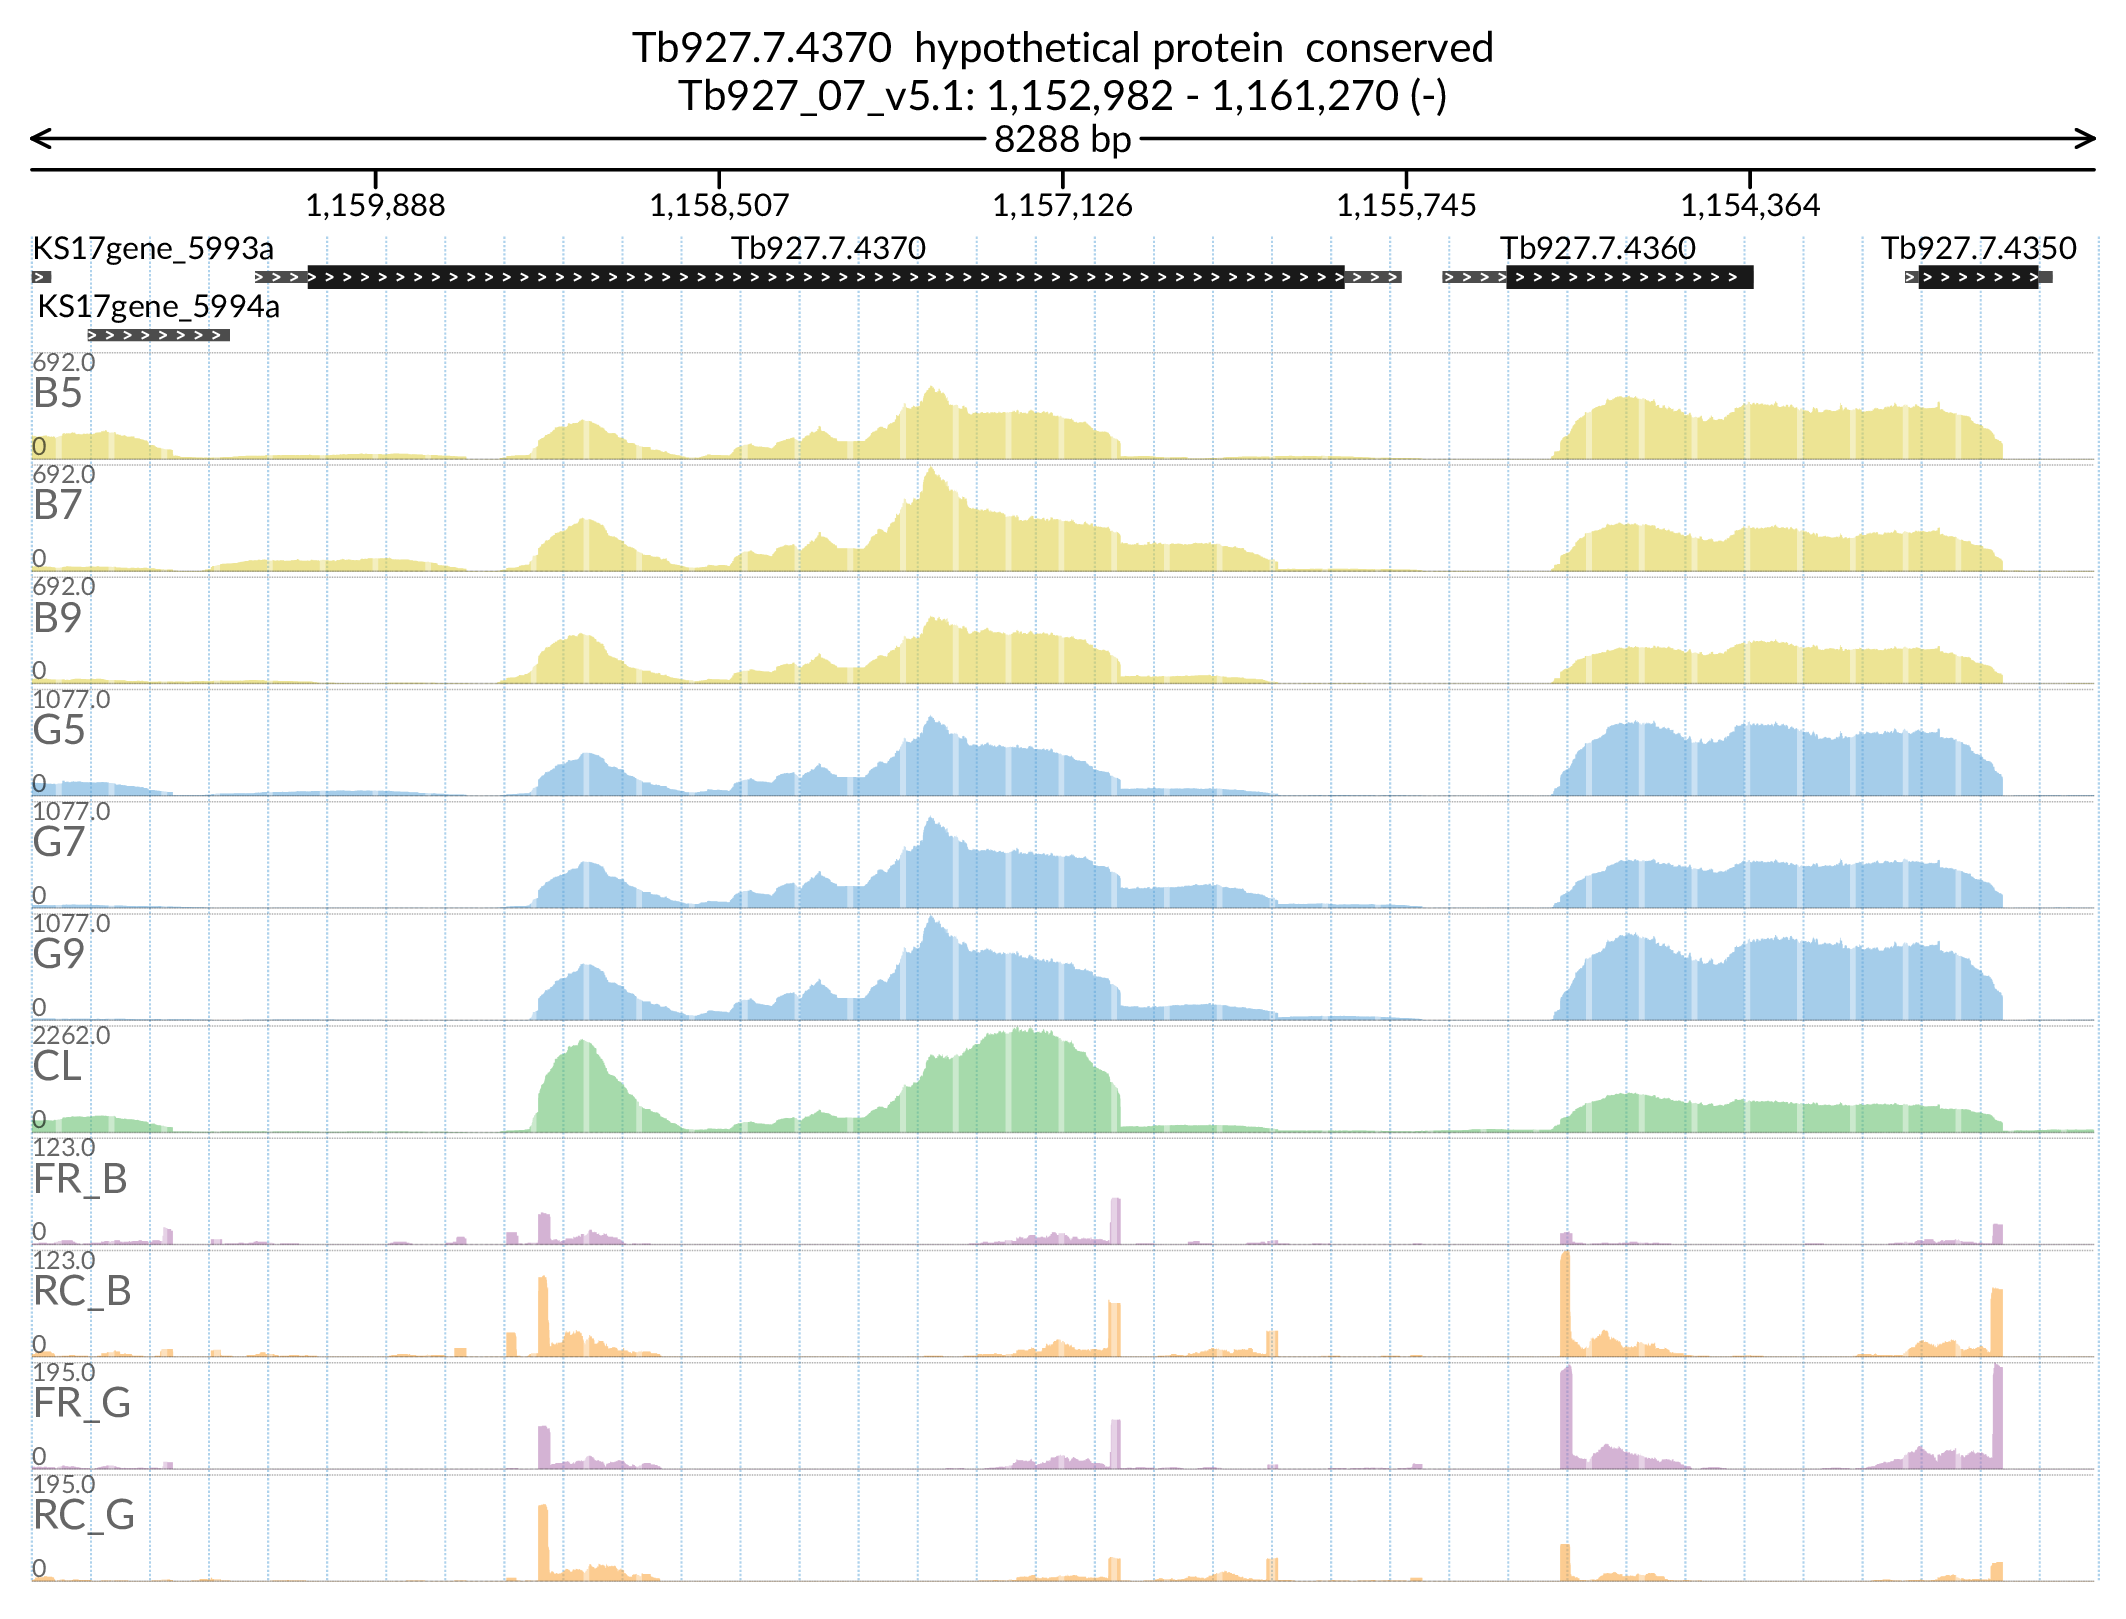 Tb927.7.4370 hypothetical protein conserved
Tb927_07_v5.1: 1,152,982 - 1,161,270 (-)
8288 bp
1,159,888 1,158,507 1,157,126 1,155,745 1,154,364
KS17gene_5993a Tb927.7.4370 Tb927.7.4360 Tb927.7.4350
KS17gene_5994a
692.0
B5
0
692.0
B7
0
692.0
B9
0
1077.0
G5
0
1077.0
G7
0
1077.0
G9
0
2262.0
CL
0
123.0
FR_B
0
123.0
RC_B
0
195.0
FR_G
0
195.0
RC_G
0